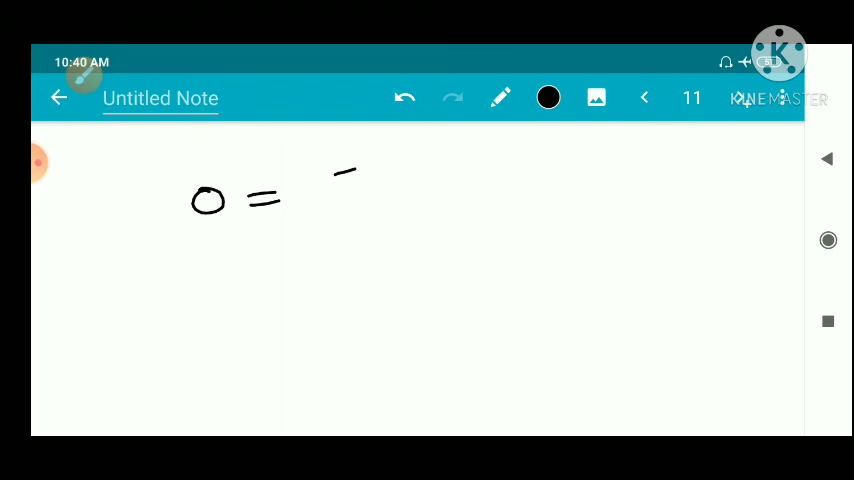 10:40 AM
K
KINEMASTER
Untitled Note
11
0 = -